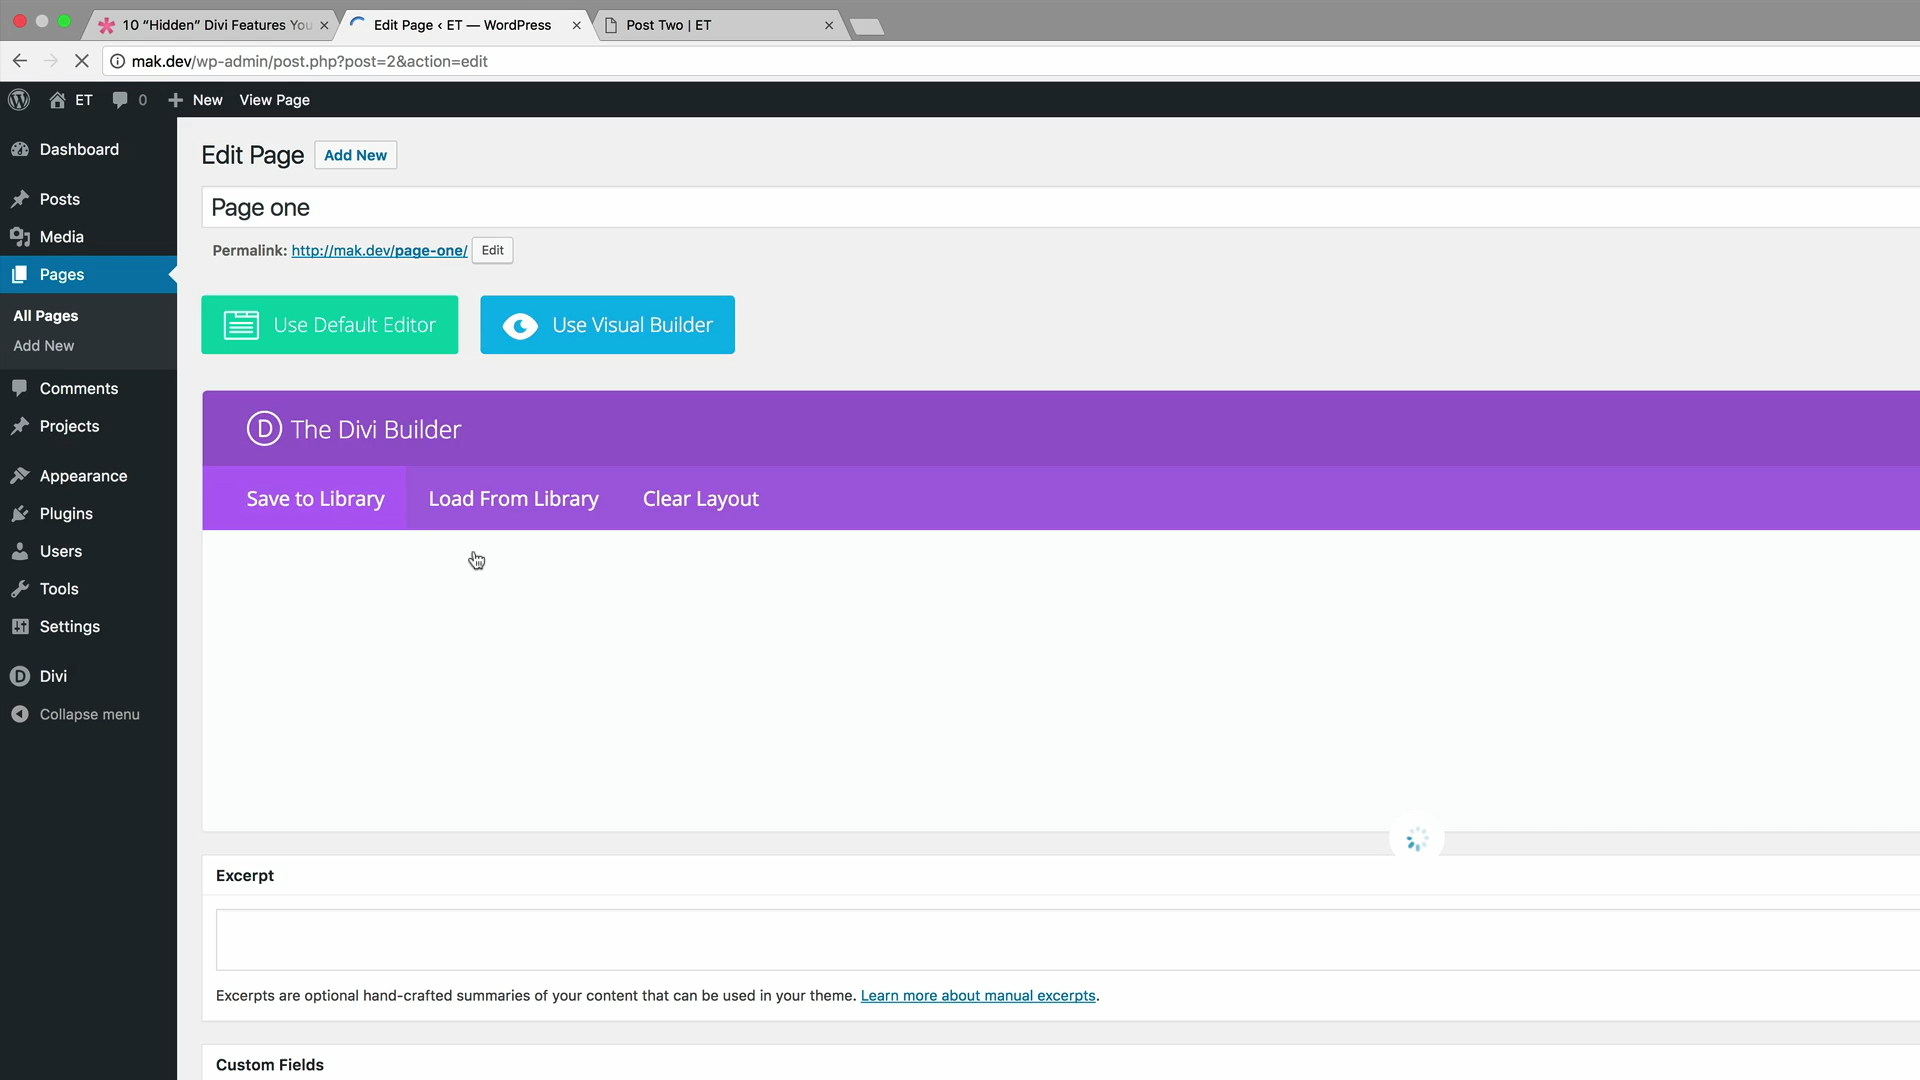 10 “Hidden” Divi Features You
Edit Page ‹ ET — WordPress
Post Two | ET
mak.dev/wp-admin/post.php?post=2&action=edit
ET
0
New
View Page
Dashboard
Posts
Media
Pages
All Pages
Add New
Comments
Projects
Appearance
Plugins
Users
Tools
Settings
Divi
Collapse menu
Edit Page
Add New
Page one
Permalink: http://mak.dev/page-one/ Edit
Use Default Editor
Use Visual Builder
D The Divi Builder
Save to Library
Load From Library
Clear Layout
Excerpt
Excerpts are optional hand-crafted summaries of your content that can be used in your theme. Learn more about manual excerpts.
Custom Fields